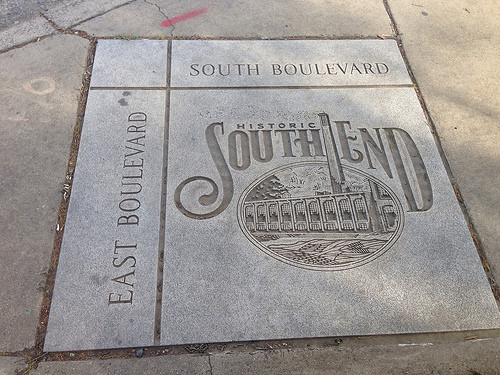 SOUTH BOULEVARD
EAST BOULEVARD
HISTORIC
SOUTH END